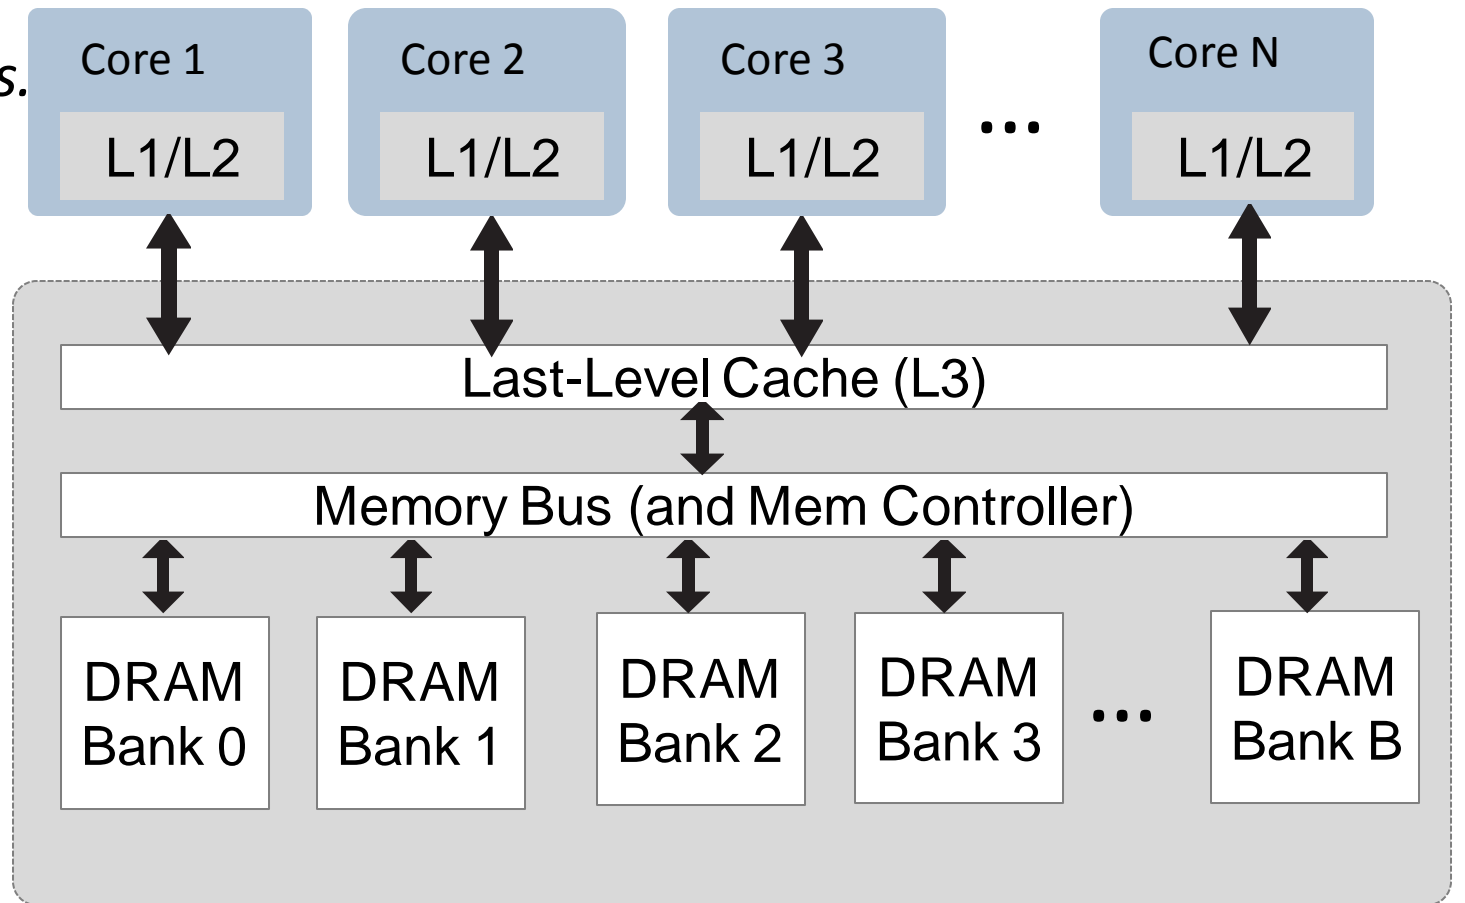 s.
Core 1
L1/L2
Core 2
L1/L2
Core 3
L1/L2
...
Core N
L1/L2
Last-Level Cache (L3)
Memory Bus (and Mem Controller)
DRAM
Bank 0
DRAM
Bank 1
DRAM
Bank 2
DRAM
Bank 3
...
DRAM
Bank B